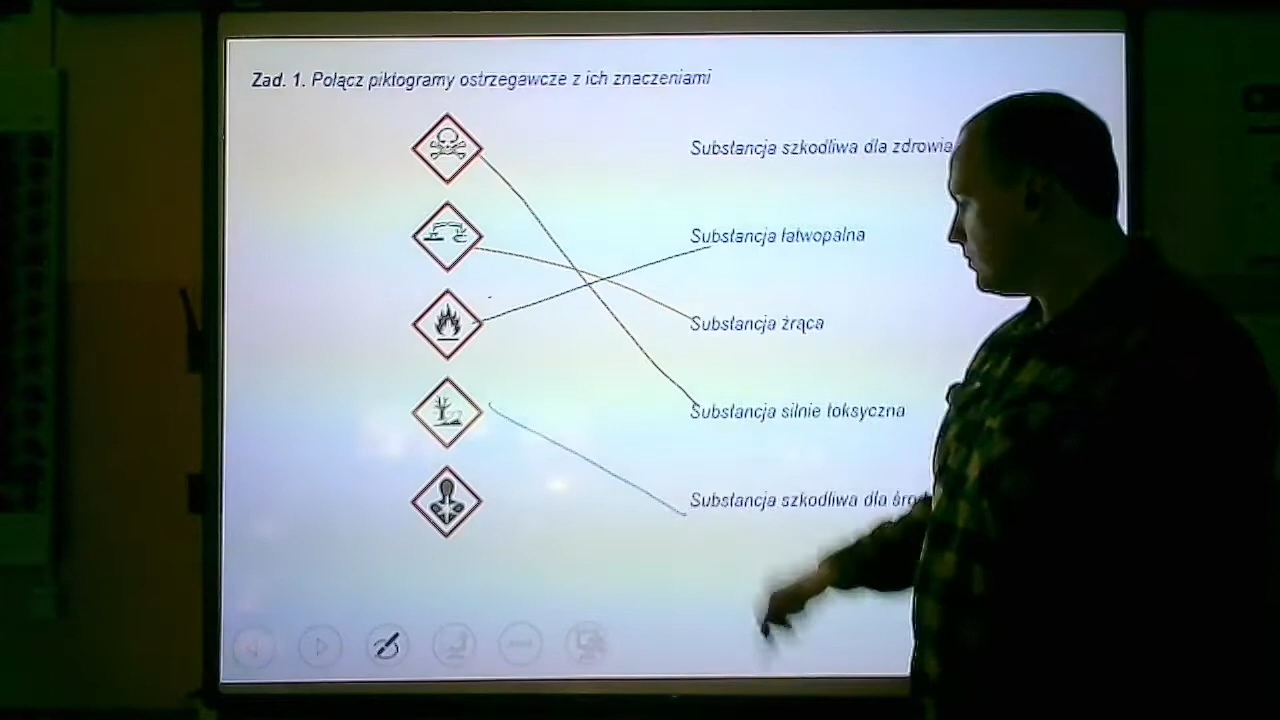 Zad. 1. Połącz piktogramy ostrzegawcze z ich znaczeniami
Substancja szkodliwa dla zdrowia
Substancja łatwopalna
Substancja żrąca
Substancja silnie toksyczna
Substancja szkodliwa dla